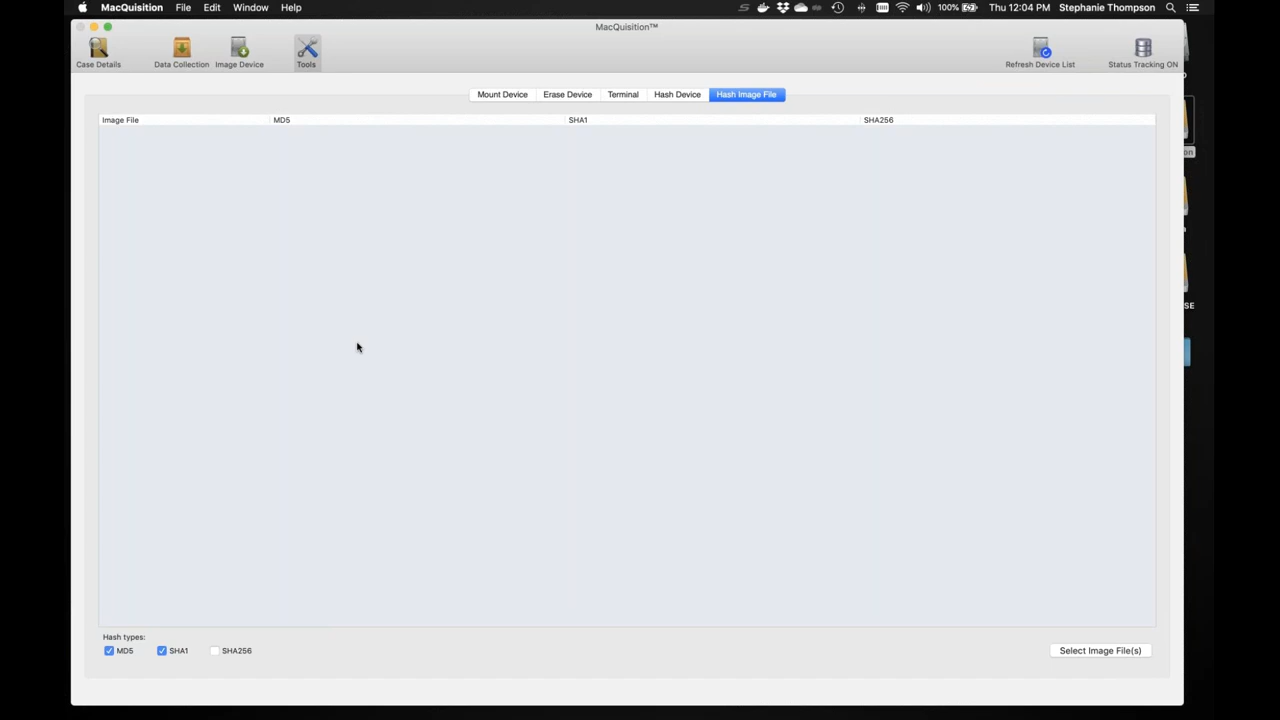 MacQuisition File Edit Window Help 100% Thu 12:04 PM Stephanie Thompson
MacQuisition™
Case Details Data Collection Image Device Tools Refresh Device List Status Tracking ON
Mount Device Erase Device Terminal Hash Device Hash Image File
Image File MD5 SHA1 SHA256
on
SE
Hash types:
MD5 SHA1 SHA256
Select Image File(s)